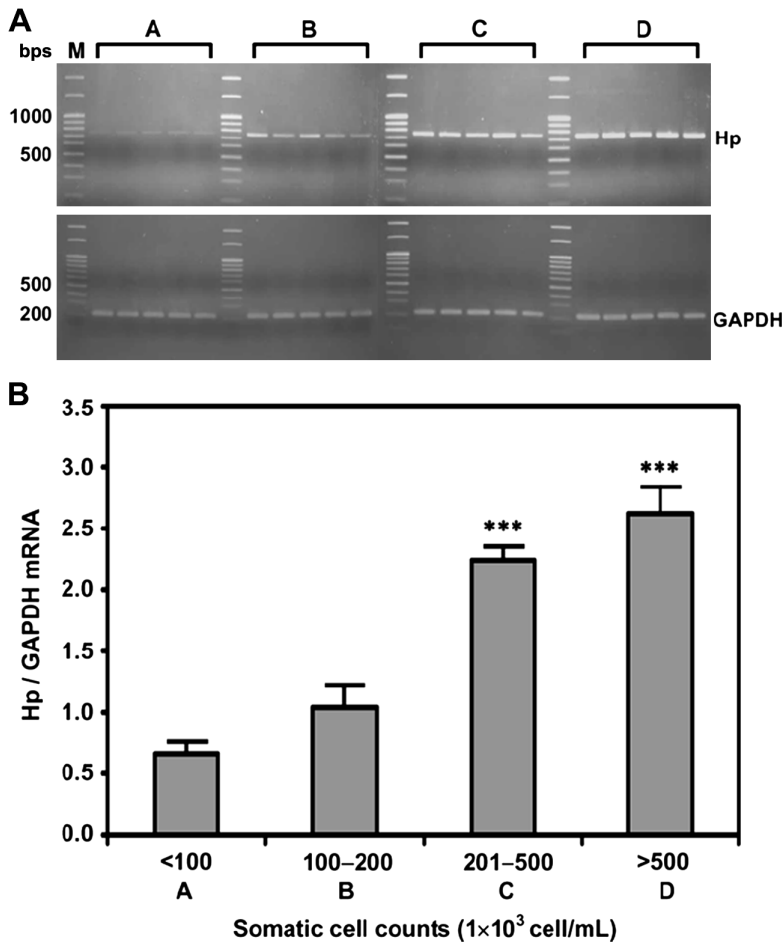 A
bps M A B C D
1000
500
Hp
500
200
GAPDH
B
3.5
3.0
2.5
2.0
1.5
1.0
0.5
0.0
Hp / GAPDH mRNA
***
***
<100 100–200 201–500 >500
A B C D
Somatic cell counts (1×10³ cell/mL)